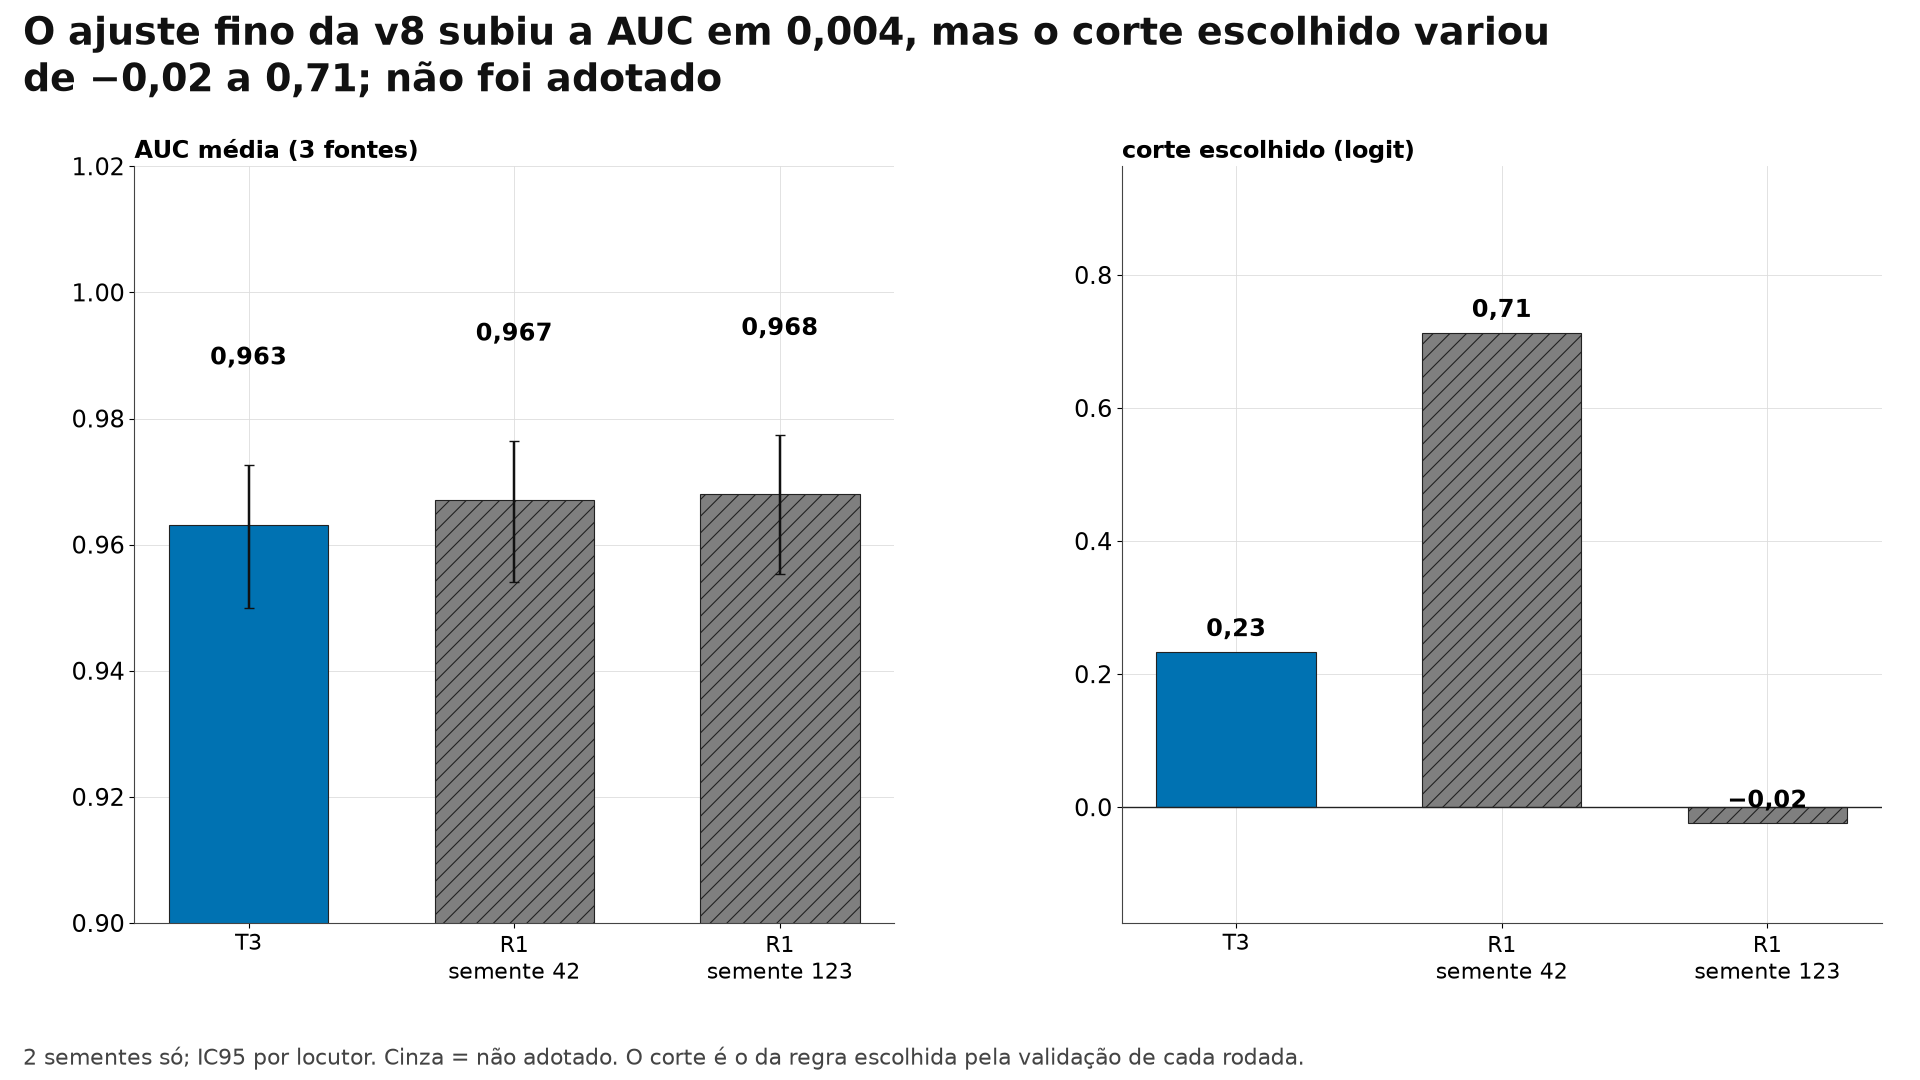 O ajuste fino da v8 subiu a AUC em 0,004, mas o corte escolhido variou
de −0,02 a 0,71; não foi adotado
AUC média (3 fontes)
1.02
1.00
0.98
0.96
0.94
0.92
0.90
0,963
0,967
0,968
T3
R1
semente 42
R1
semente 123
corte escolhido (logit)
0.8
0.6
0.4
0.2
0.0
0,23
0,71
−0,02
T3
R1
semente 42
R1
semente 123
2 sementes só; IC95 por locutor. Cinza = não adotado. O corte é o da regra escolhida pela validação de cada rodada.